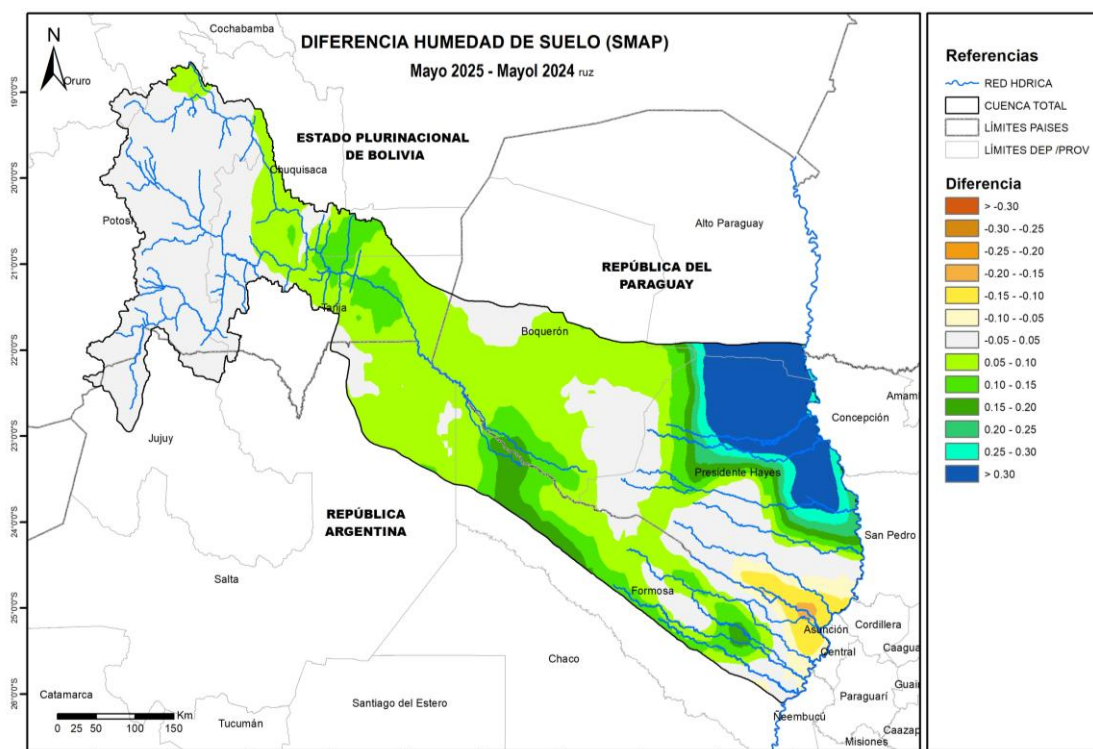 DIFERENCIA HUMEDAD DE SUELO (SMAP)
Mayo 2025 - Mayol 2024 ruz
N
Cochabamba
Oruro
ESTADO PLURINACIONAL
DE BOLIVIA
Chuquisaca
Potosí
Alto Paraguay
REPÚBLICA DEL
PARAGUAY
Tarija
Boquerón
Amam
Concepción
Jujuy
Presidente Hayes
REPÚBLICA
ARGENTINA
San Pedro
Salta
Formosa
Asunción
Cordillera
Central
Caagua
Chaco
Guair
Paraguarí
Catamarca
Santiago del Estero
Ñeembucú
Caazap
Tucumán
Misiones
19°0'0"S
20°0'0"S
21°0'0"S
22°0'0"S
23°0'0"S
24°0'0"S
25°0'0"S
26°0'0"S
Km
0 25 50 100 150
Referencias
RED HDRICA
CUENCA TOTAL
LÍMITES PAISES
LÍMITES DEP /PROV
Diferencia
> -0.30
-0.30 - -0.25
-0.25 - -0.20
-0.20 - -0.15
-0.15 - -0.10
-0.10 - -0.05
-0.05 - 0.05
0.05 - 0.10
0.10 - 0.15
0.15 - 0.20
0.20 - 0.25
0.25 - 0.30
> 0.30